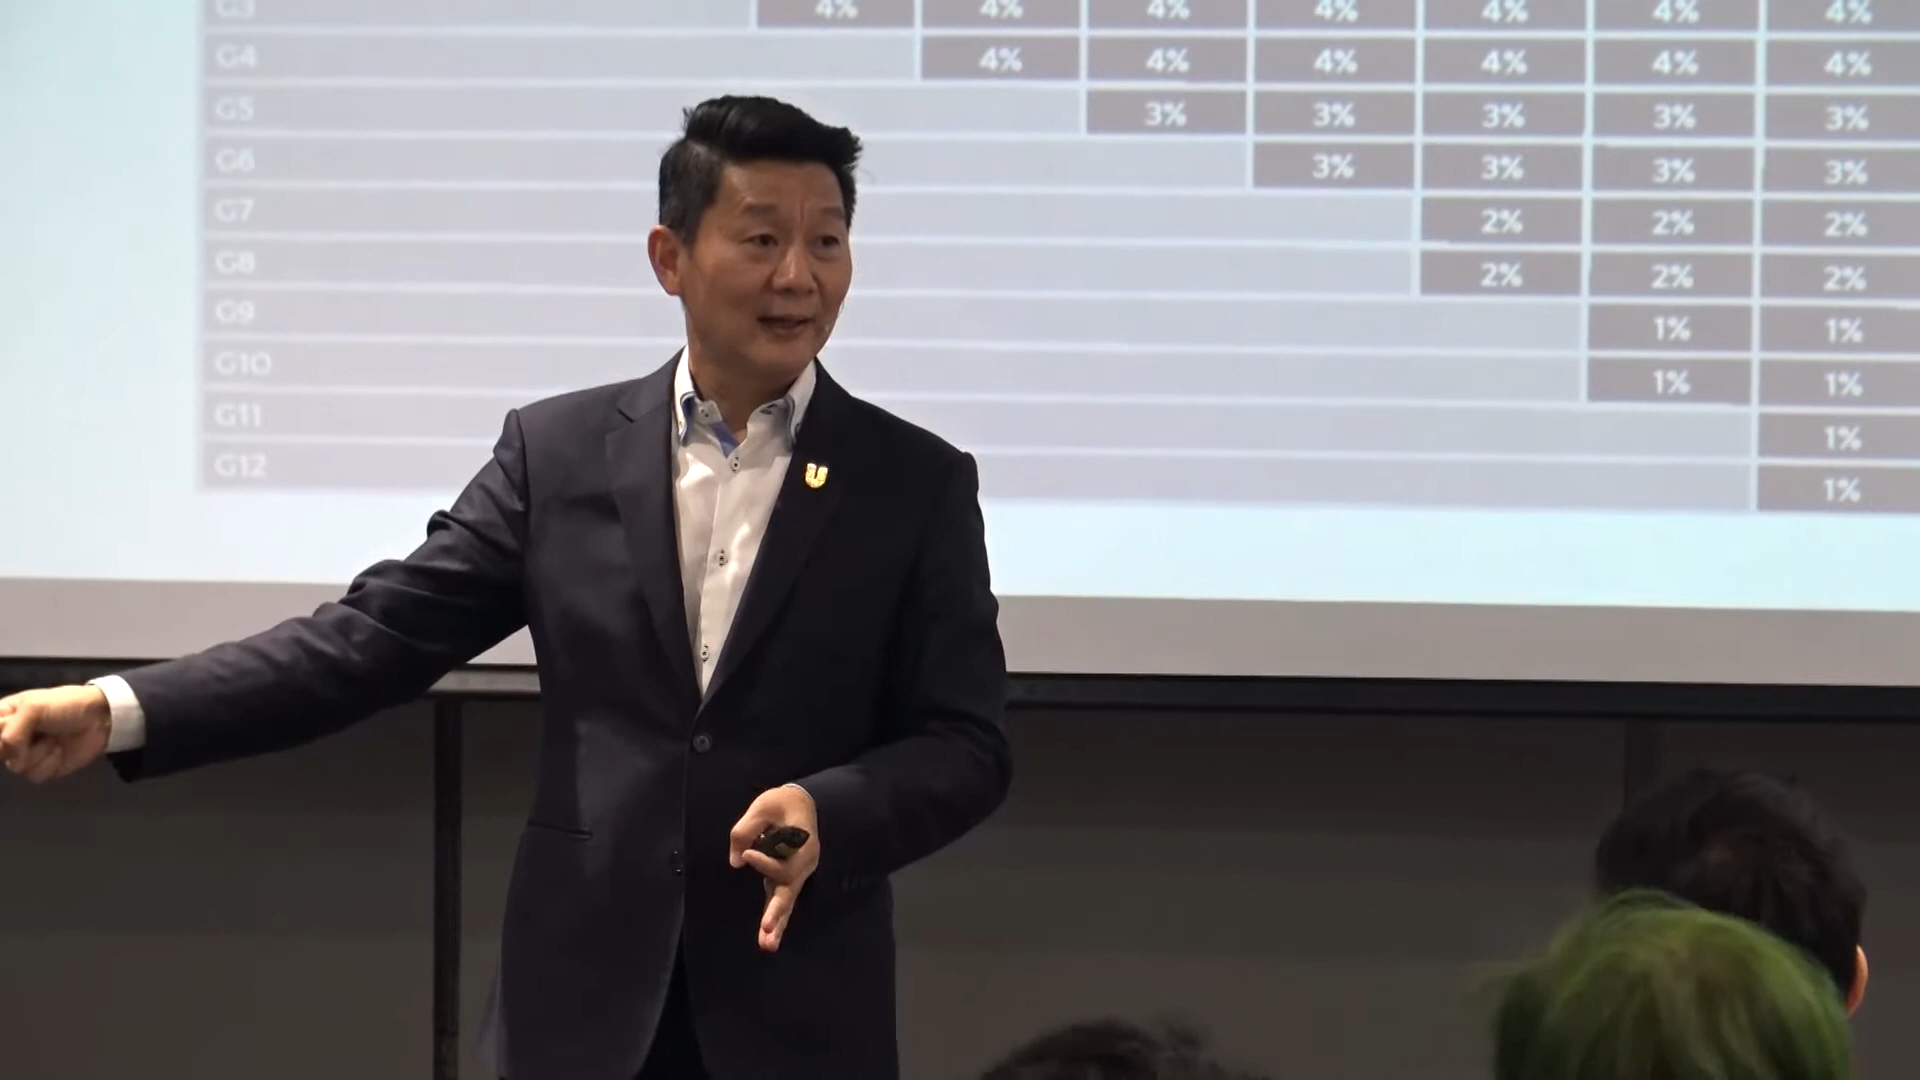 G3 4% 4% 4% 4% 4% 4% 4%
G4 4% 4% 4% 4% 4% 4%
G5 3% 3% 3% 3% 3%
G6 3% 3% 3% 3%
G7 2% 2% 2%
G8 2% 2% 2%
G9 1% 1%
G10 1% 1%
G11 1%
G12 1%
U